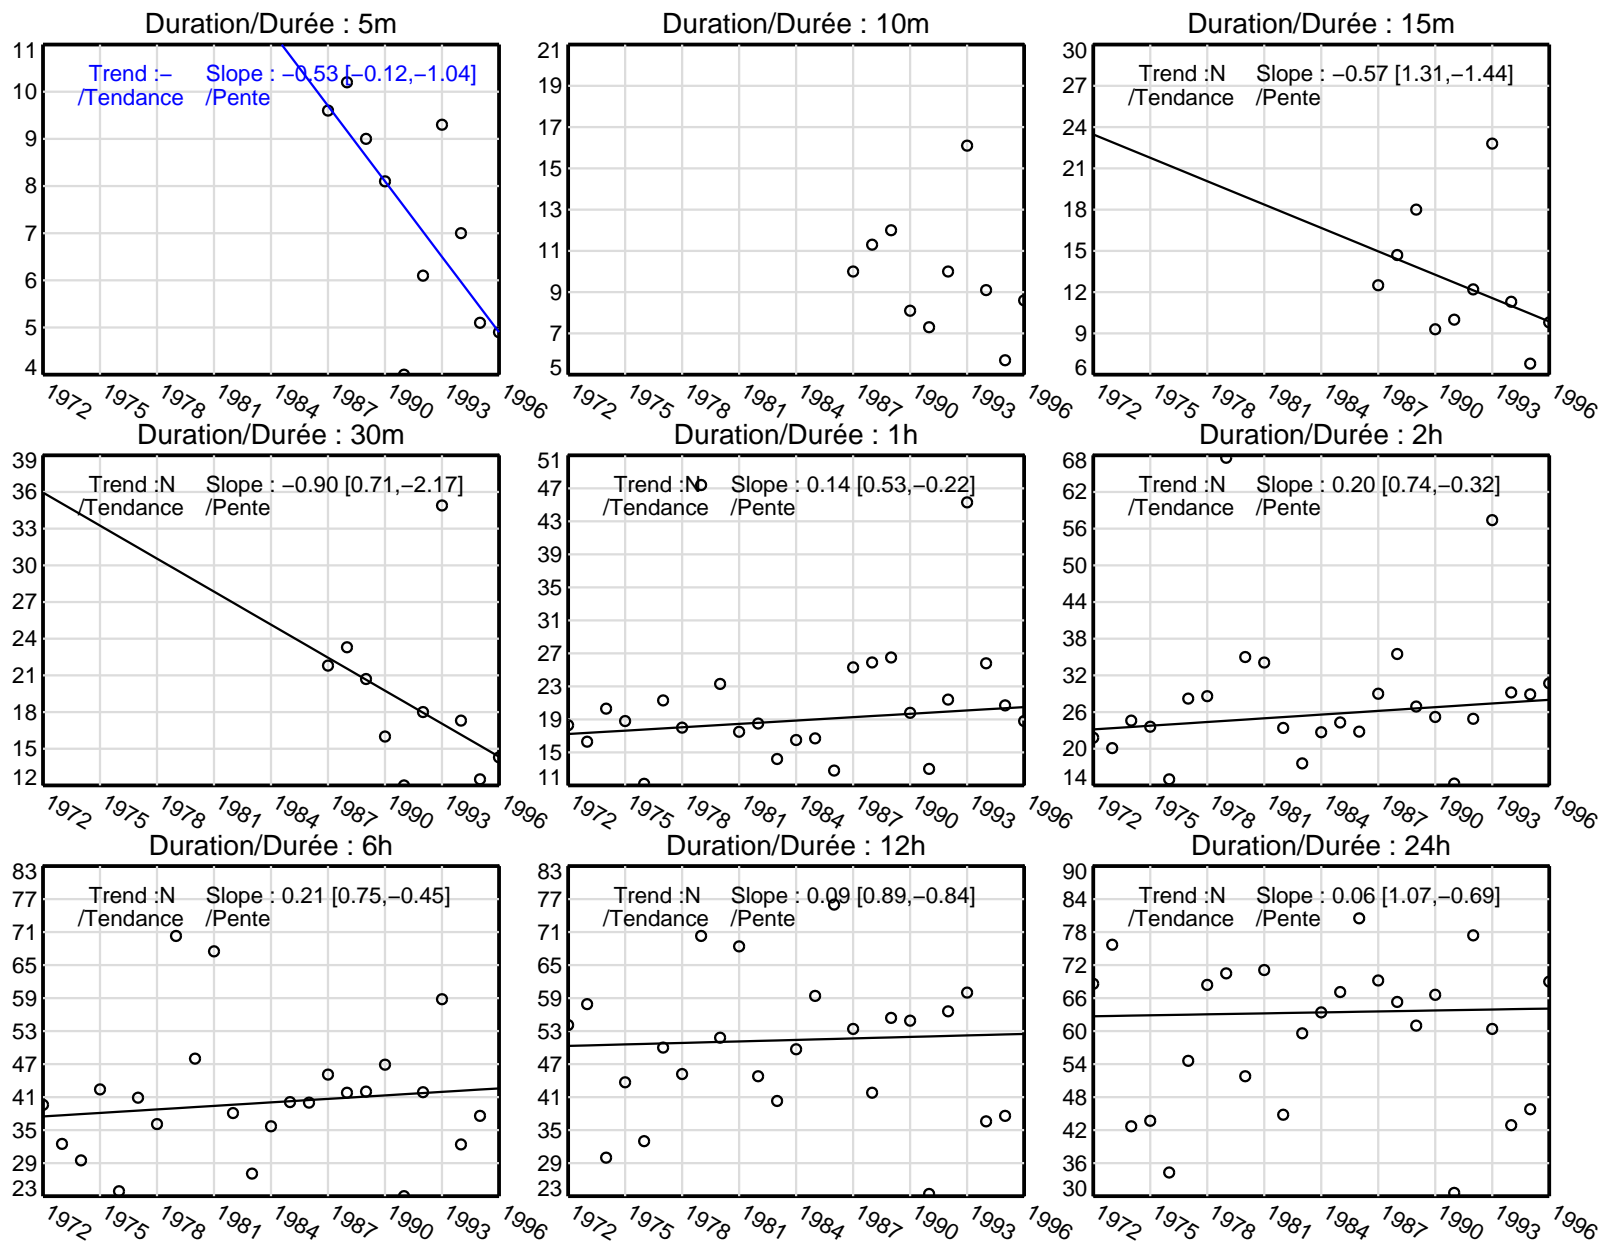 Duration/Durée : 5m
Trend :− Slope : −0.53 [−0.12,−1.04]
/Tendance /Pente
11
10
9
8
7
6
5
4
1972 1975 1978 1981 1984 1987 1990 1993 1996
Duration/Durée : 10m
21
19
17
15
13
11
9
7
5
1972 1975 1978 1981 1984 1987 1990 1993 1996
Duration/Durée : 15m
Trend :N Slope : −0.57 [1.31,−1.44]
/Tendance /Pente
30
27
24
21
18
15
12
9
6
1972 1975 1978 1981 1984 1987 1990 1993 1996
Duration/Durée : 30m
Trend :N Slope : −0.90 [0.71,−2.17]
/Tendance /Pente
39
36
33
30
27
24
21
18
15
12
1972 1975 1978 1981 1984 1987 1990 1993 1996
Duration/Durée : 1h
Trend :N Slope : 0.14 [0.53,−0.22]
/Tendance /Pente
51
47
43
39
35
31
27
23
19
15
11
1972 1975 1978 1981 1984 1987 1990 1993 1996
Duration/Durée : 2h
Trend :N Slope : 0.20 [0.74,−0.32]
/Tendance /Pente
68
62
56
50
44
38
32
26
20
14
1972 1975 1978 1981 1984 1987 1990 1993 1996
Duration/Durée : 6h
Trend :N Slope : 0.21 [0.75,−0.45]
/Tendance /Pente
83
77
71
65
59
53
47
41
35
29
23
1972 1975 1978 1981 1984 1987 1990 1993 1996
Duration/Durée : 12h
Trend :N Slope : 0.09 [0.89,−0.84]
/Tendance /Pente
83
77
71
65
59
53
47
41
35
29
23
1972 1975 1978 1981 1984 1987 1990 1993 1996
Duration/Durée : 24h
Trend :N Slope : 0.06 [1.07,−0.69]
/Tendance /Pente
90
84
78
72
66
60
54
48
42
36
30
1972 1975 1978 1981 1984 1987 1990 1993 1996